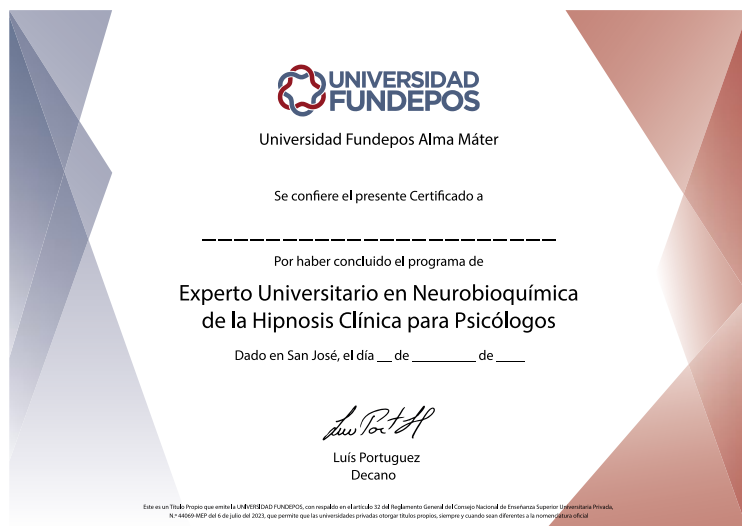 UNIVERSIDAD
FUNDEPOS
Universidad Fundepos Alma Máter
Se confiere el presente Certificado a
Por haber concluido el programa de
Experto Universitario en Neurobioquímica
de la Hipnosis Clínica para Psicólogos
Dado en San José, el día __ de ________ de ____
Luís Portuguez
Decano
Este es un Título Propio que emite la UNIVERSIDAD FUNDEPOS, con respaldo en el artículo 32 del Reglamento General del Consejo Nacional de Enseñanza Superior Universitaria Privada,
N.º 44069-MEP del 6 de julio del 2023, que permite que las universidades privadas otorgar títulos propios, siempre y cuando sean diferentes a la nomenclatura oficial